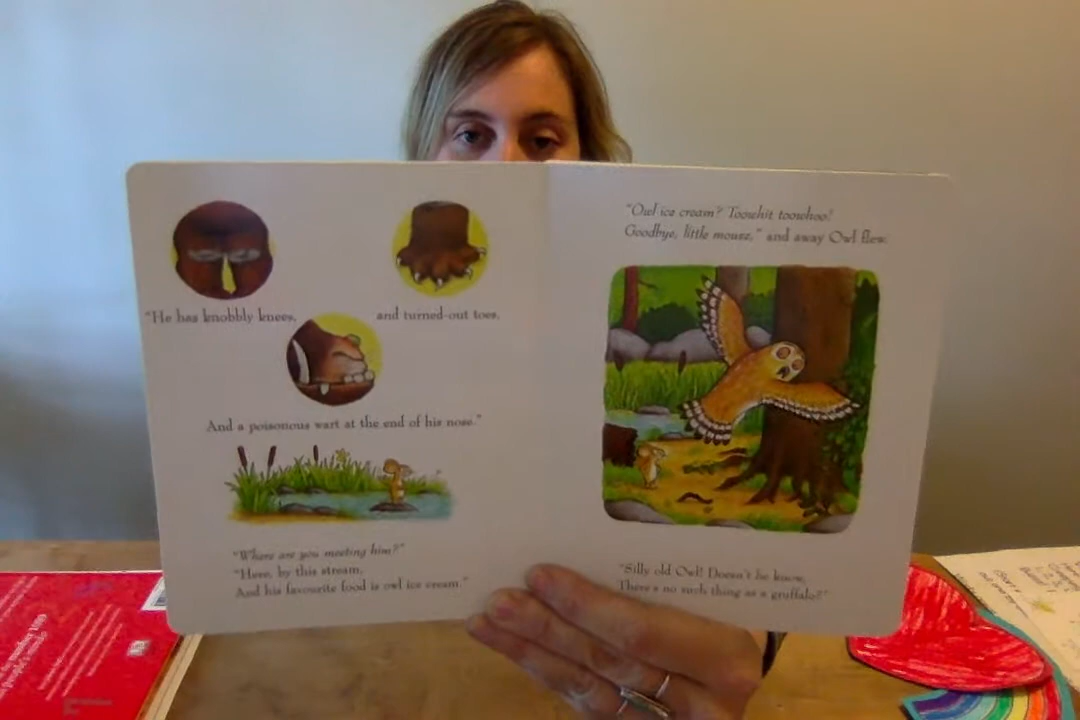 "He has knobbly knees,
and turned-out toes,
And a poisonous wart at the end of his nose."
"Where are you meeting him?"
"Here, by this stream,
And his favourite food is owl ice cream."
"Owl ice cream? Toowhit toowhoo!
Goodbye, little mouse," and away Owl flew.
"Silly old Owl! Doesn't he know,
There's no such thing as a gruffalo?"